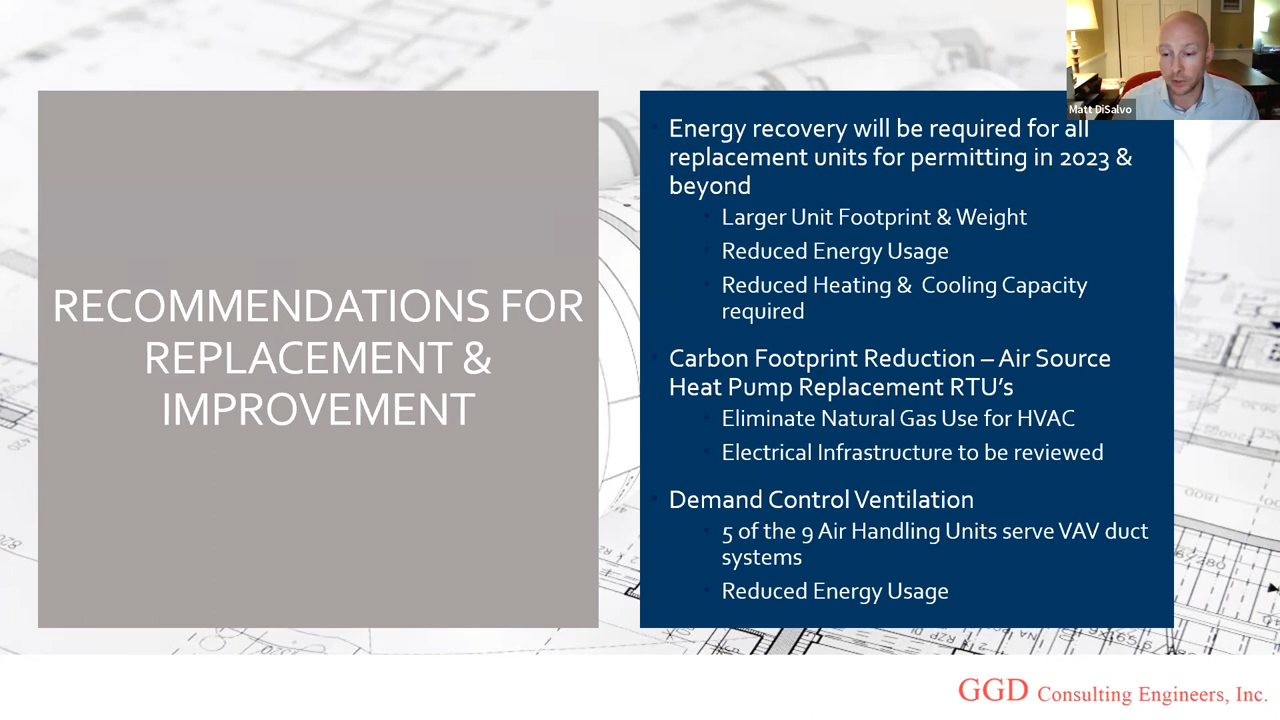 Matt DiSalvo
RECOMMENDATIONS FOR
REPLACEMENT &
IMPROVEMENT
Energy recovery will be required for all
replacement units for permitting in 2023 &
beyond
Larger Unit Footprint & Weight
Reduced Energy Usage
Reduced Heating & Cooling Capacity
required
Carbon Footprint Reduction – Air Source
Heat Pump Replacement RTU's
Eliminate Natural Gas Use for HVAC
Electrical Infrastructure to be reviewed
Demand Control Ventilation
5 of the 9 Air Handling Units serve VAV duct
systems
Reduced Energy Usage
GGD Consulting Engineers, Inc.